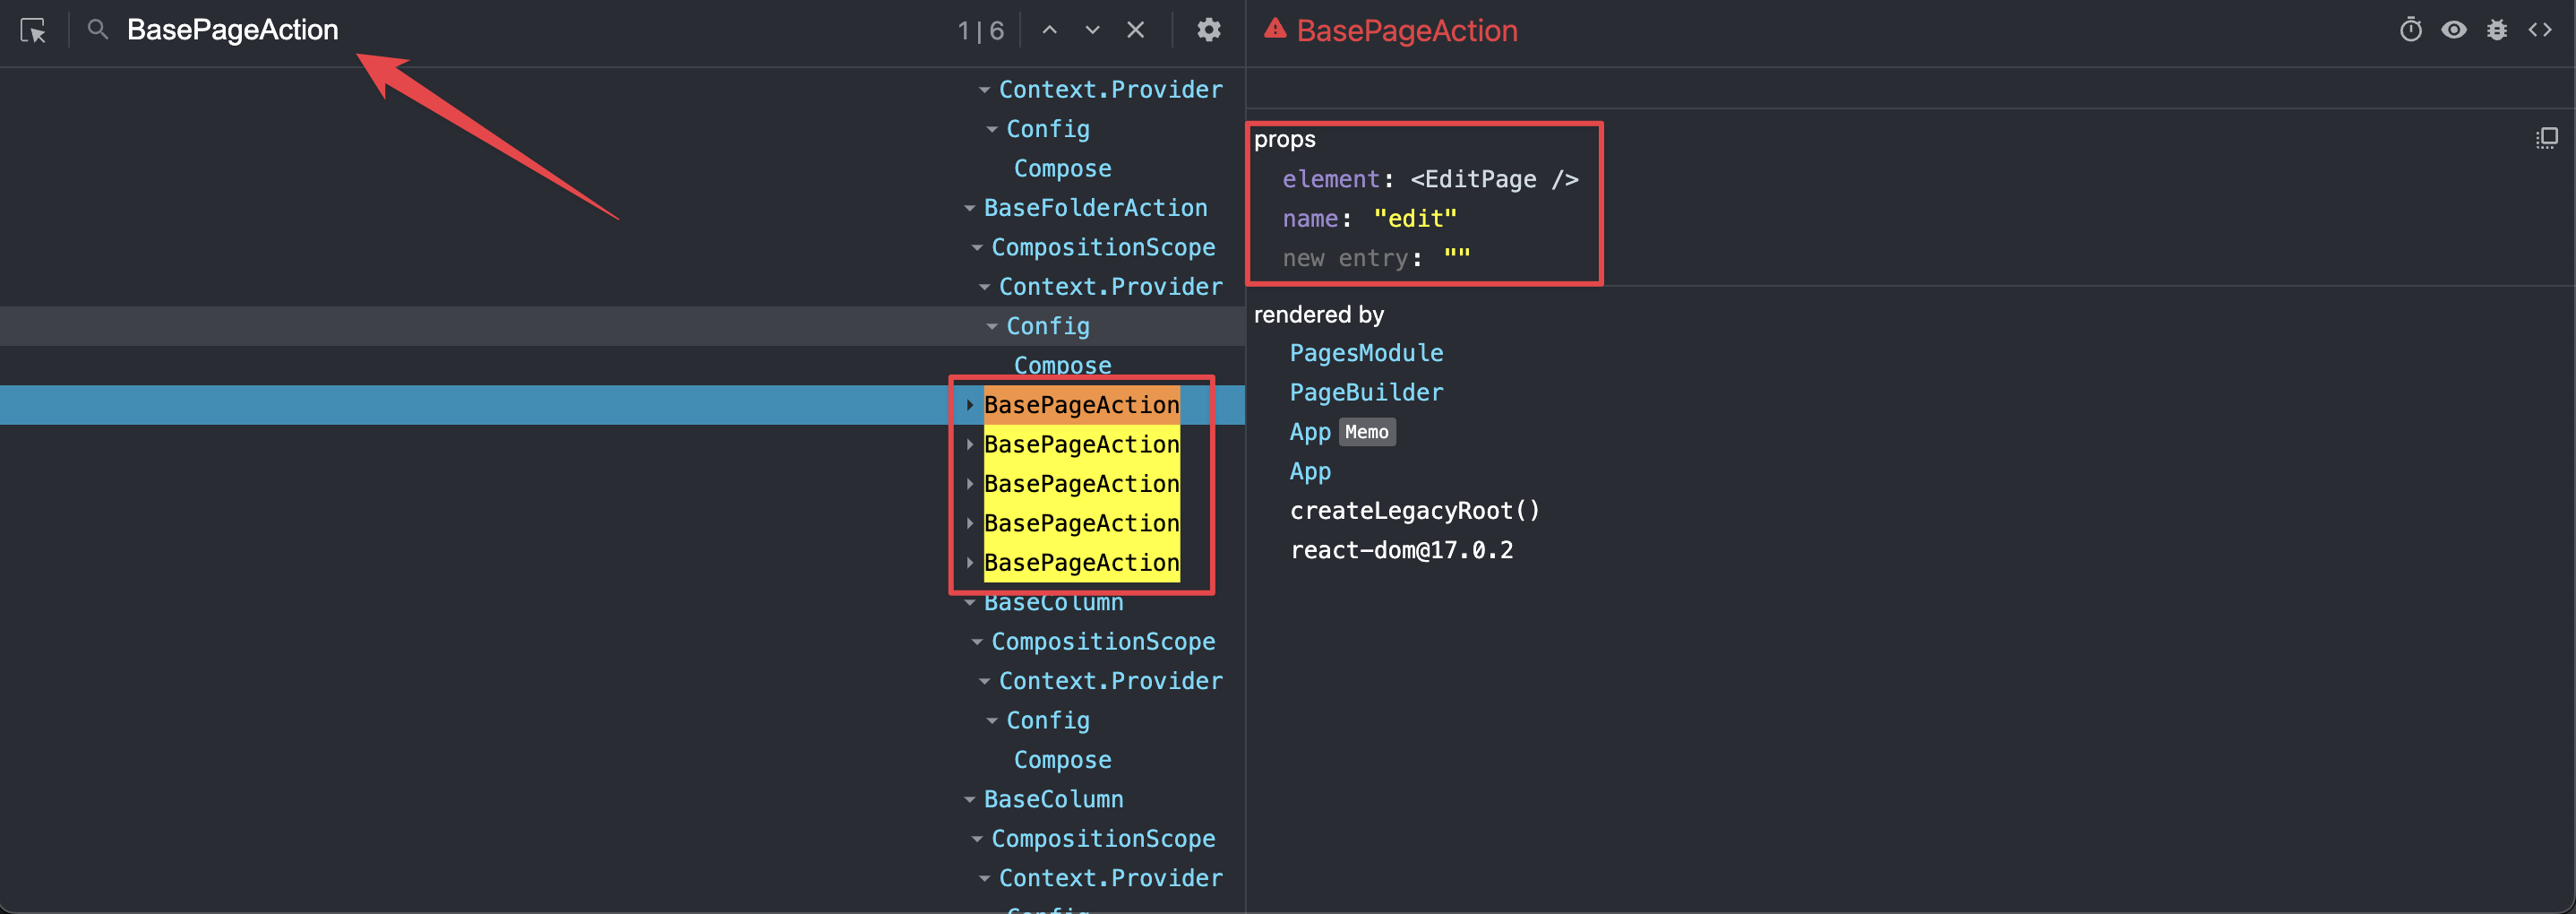 BasePageAction
1 | 6
Context.Provider
Config
Compose
BaseFolderAction
CompositionScope
Context.Provider
Config
Compose
BasePageAction
BasePageAction
BasePageAction
BasePageAction
BasePageAction
BaseColumn
CompositionScope
Context.Provider
Config
Compose
BaseColumn
CompositionScope
Context.Provider
Config
BasePageAction
props
element: <EditPage />
name: "edit"
new entry: ""
rendered by
PagesModule
PageBuilder
App Memo
App
createLegacyRoot()
react-dom@17.0.2